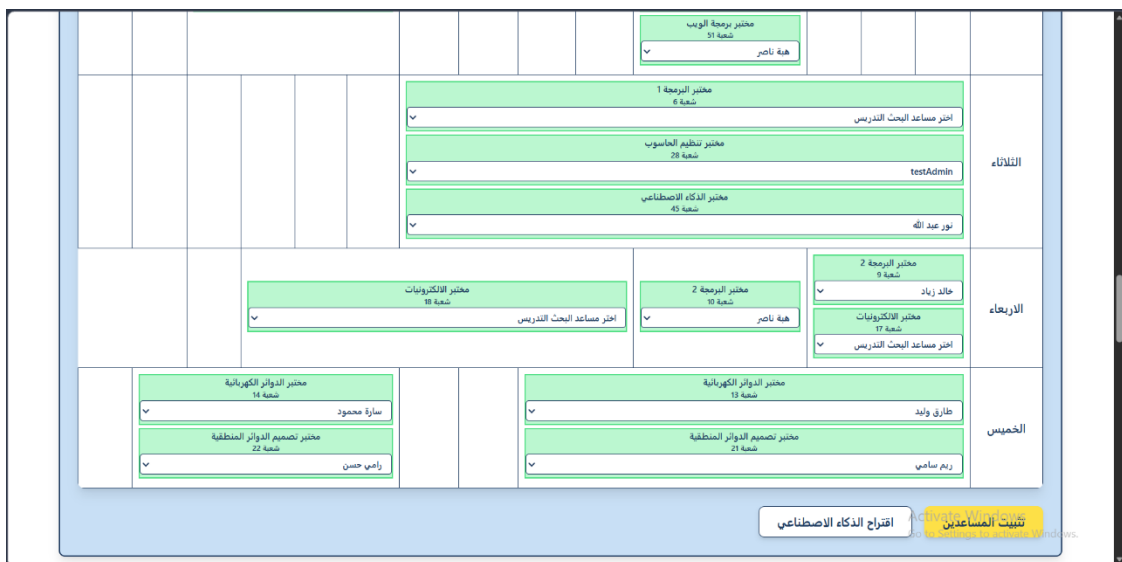 مختبر برمجة الويب
شعبة 51
هبة ناصر
الثلاثاء
مختبر البرمجة 1
شعبة 6
اختر مساعد البحث التدريس
مختبر تنظيم الحاسوب
شعبة 28
testAdmin
مختبر الذكاء الاصطناعي
شعبة 45
نور عبد الله
الاربعاء
مختبر البرمجة 2
شعبة 9
خالد زياد
مختبر الالكترونيات
شعبة 17
اختر مساعد البحث التدريس
مختبر البرمجة 2
شعبة 10
هبة ناصر
مختبر الالكترونيات
شعبة 18
اختر مساعد البحث التدريس
الخميس
مختبر الدوائر الكهربائية
شعبة 13
طارق وليد
مختبر تصميم الدوائر المنطقية
شعبة 21
ريم سامي
مختبر الدوائر الكهربائية
شعبة 14
سارة محمود
مختبر تصميم الدوائر المنطقية
شعبة 22
رامي حسن
تثبيت المساعدين
اقتراح الذكاء الاصطناعي
Activate Windows
Go to Settings to activate Windows.